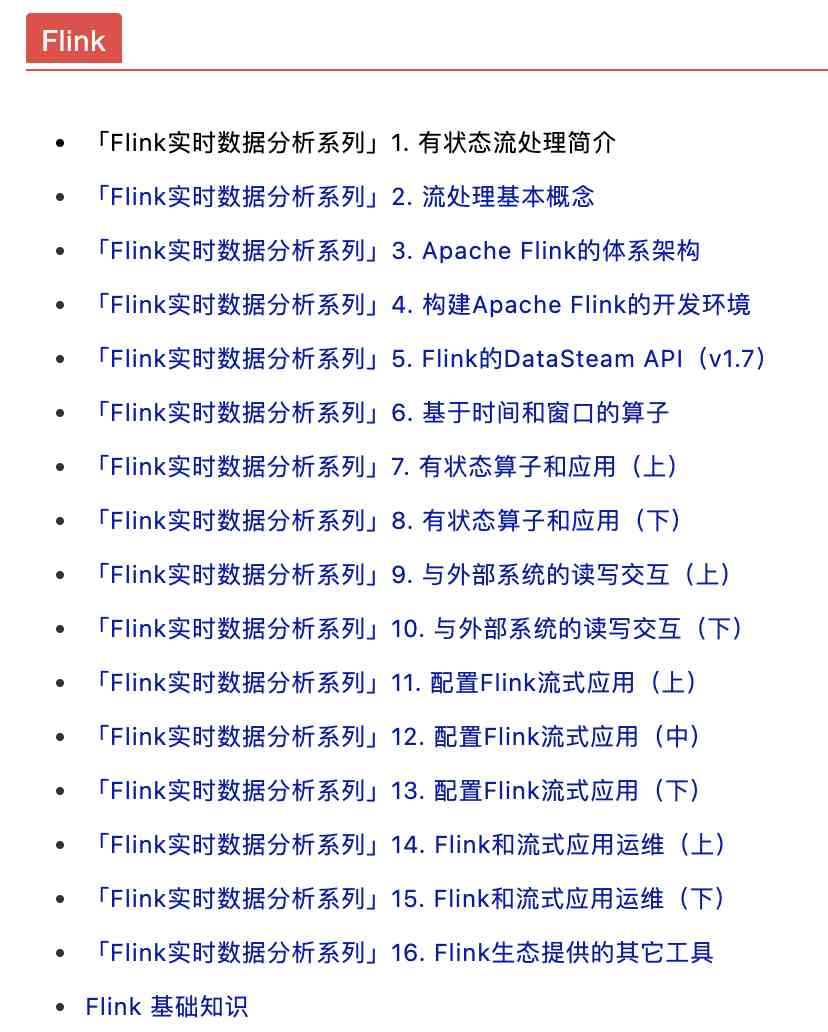 Flink
「Flink实时数据分析系列」1. 有状态流处理简介
「Flink实时数据分析系列」2. 流处理基本概念
「Flink实时数据分析系列」3. Apache Flink的体系架构
「Flink实时数据分析系列」4. 构建Apache Flink的开发环境
「Flink实时数据分析系列」5. Flink的DataSteam API（v1.7）
「Flink实时数据分析系列」6. 基于时间和窗口的算子
「Flink实时数据分析系列」7. 有状态算子和应用（上）
「Flink实时数据分析系列」8. 有状态算子和应用（下）
「Flink实时数据分析系列」9. 与外部系统的读写交互（上）
「Flink实时数据分析系列」10. 与外部系统的读写交互（下）
「Flink实时数据分析系列」11. 配置Flink流式应用（上）
「Flink实时数据分析系列」12. 配置Flink流式应用（中）
「Flink实时数据分析系列」13. 配置Flink流式应用（下）
「Flink实时数据分析系列」14. Flink和流式应用运维（上）
「Flink实时数据分析系列」15. Flink和流式应用运维（下）
「Flink实时数据分析系列」16. Flink生态提供的其它工具
Flink 基础知识